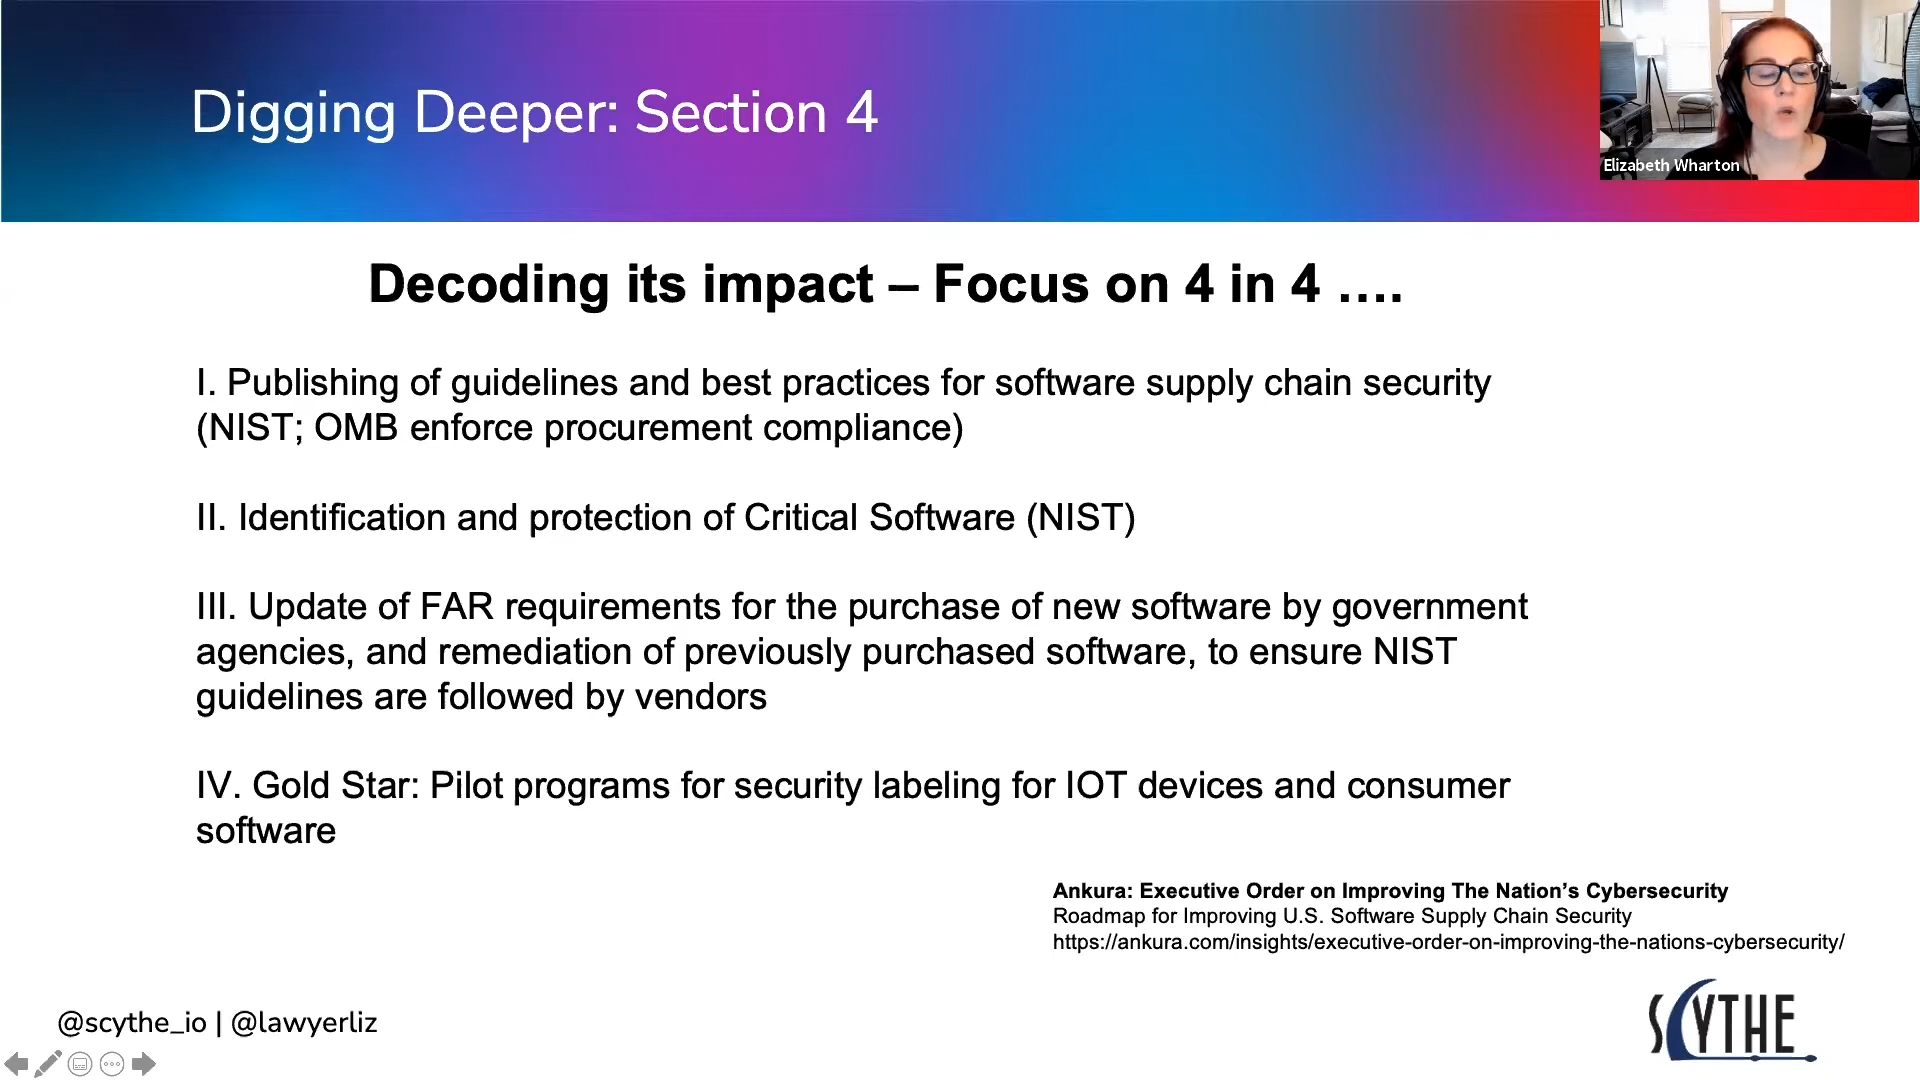 Digging Deeper: Section 4
Elizabeth Wharton
Decoding its impact – Focus on 4 in 4 ….
I. Publishing of guidelines and best practices for software supply chain security
(NIST; OMB enforce procurement compliance)
II. Identification and protection of Critical Software (NIST)
III. Update of FAR requirements for the purchase of new software by government
agencies, and remediation of previously purchased software, to ensure NIST
guidelines are followed by vendors
IV. Gold Star: Pilot programs for security labeling for IOT devices and consumer
software
Ankura: Executive Order on Improving The Nation’s Cybersecurity
Roadmap for Improving U.S. Software Supply Chain Security
https://ankura.com/insights/executive-order-on-improving-the-nations-cybersecurity/
@scythe_io | @lawyerliz
SCYTHE